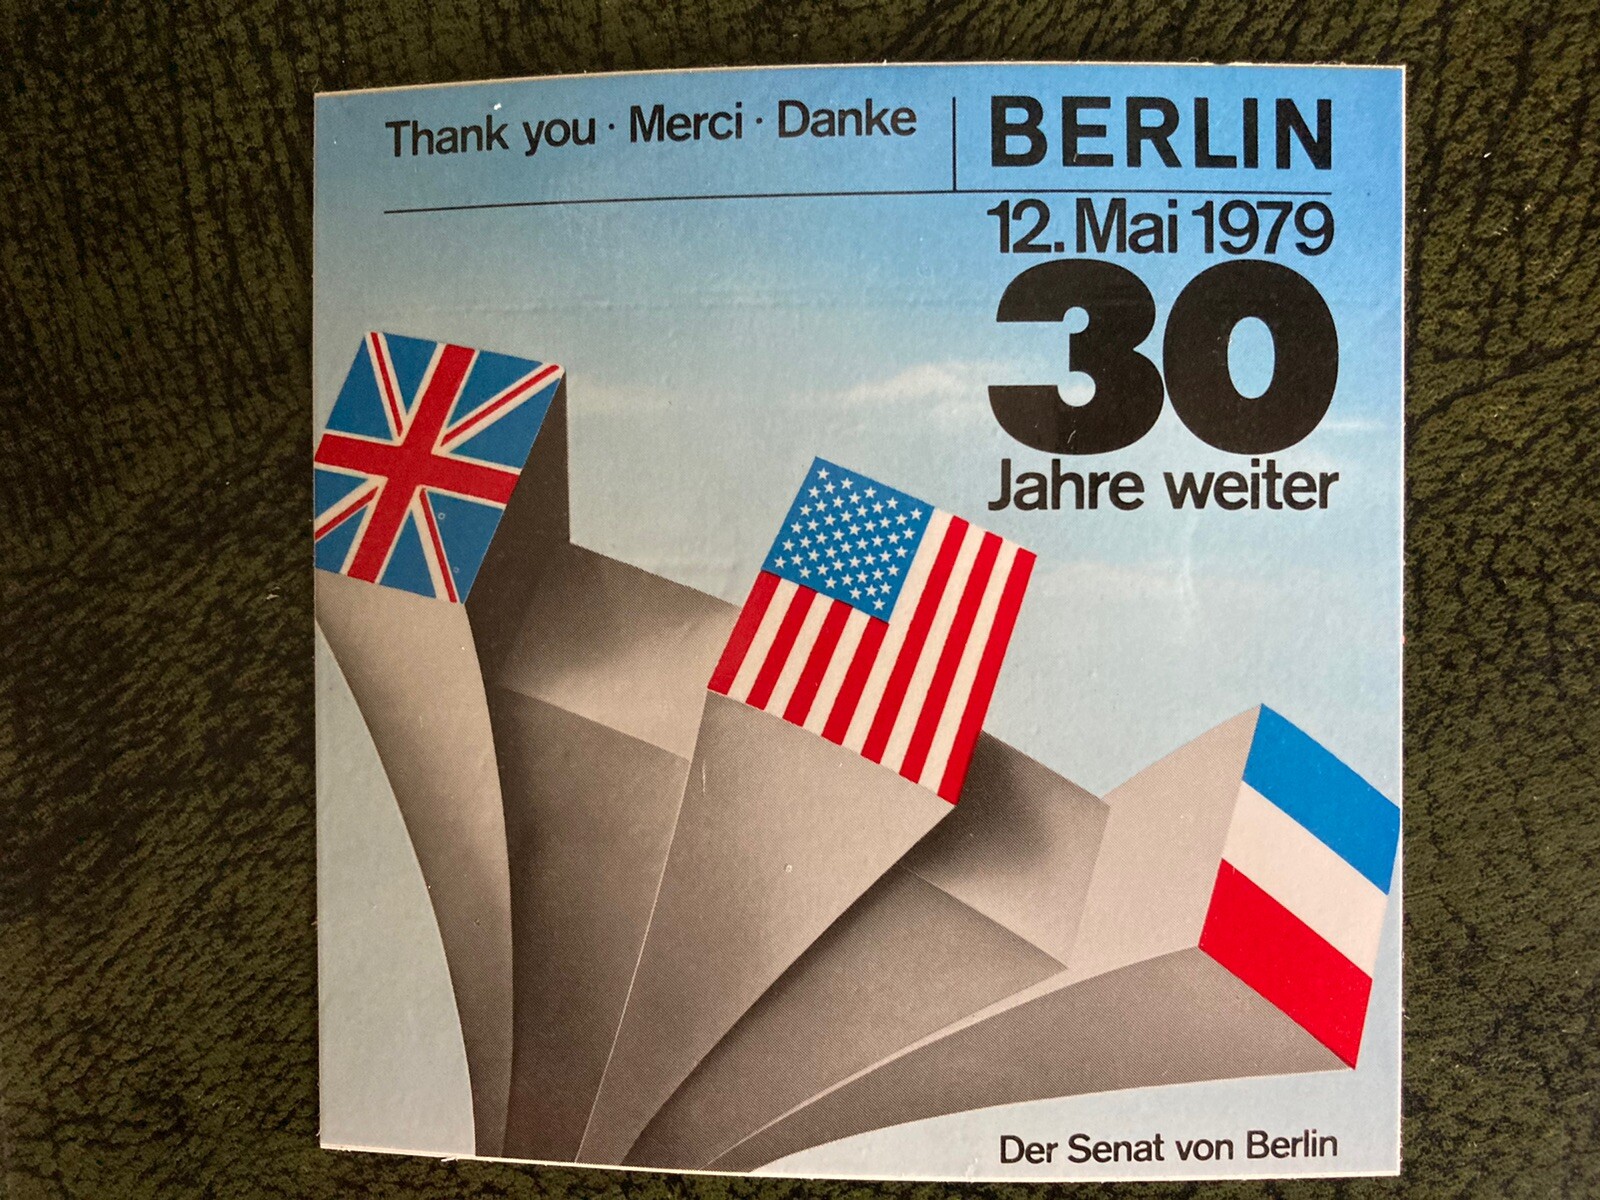 Thank you · Merci · Danke
BERLIN
12. Mai 1979
30
Jahre weiter
Der Senat von Berlin